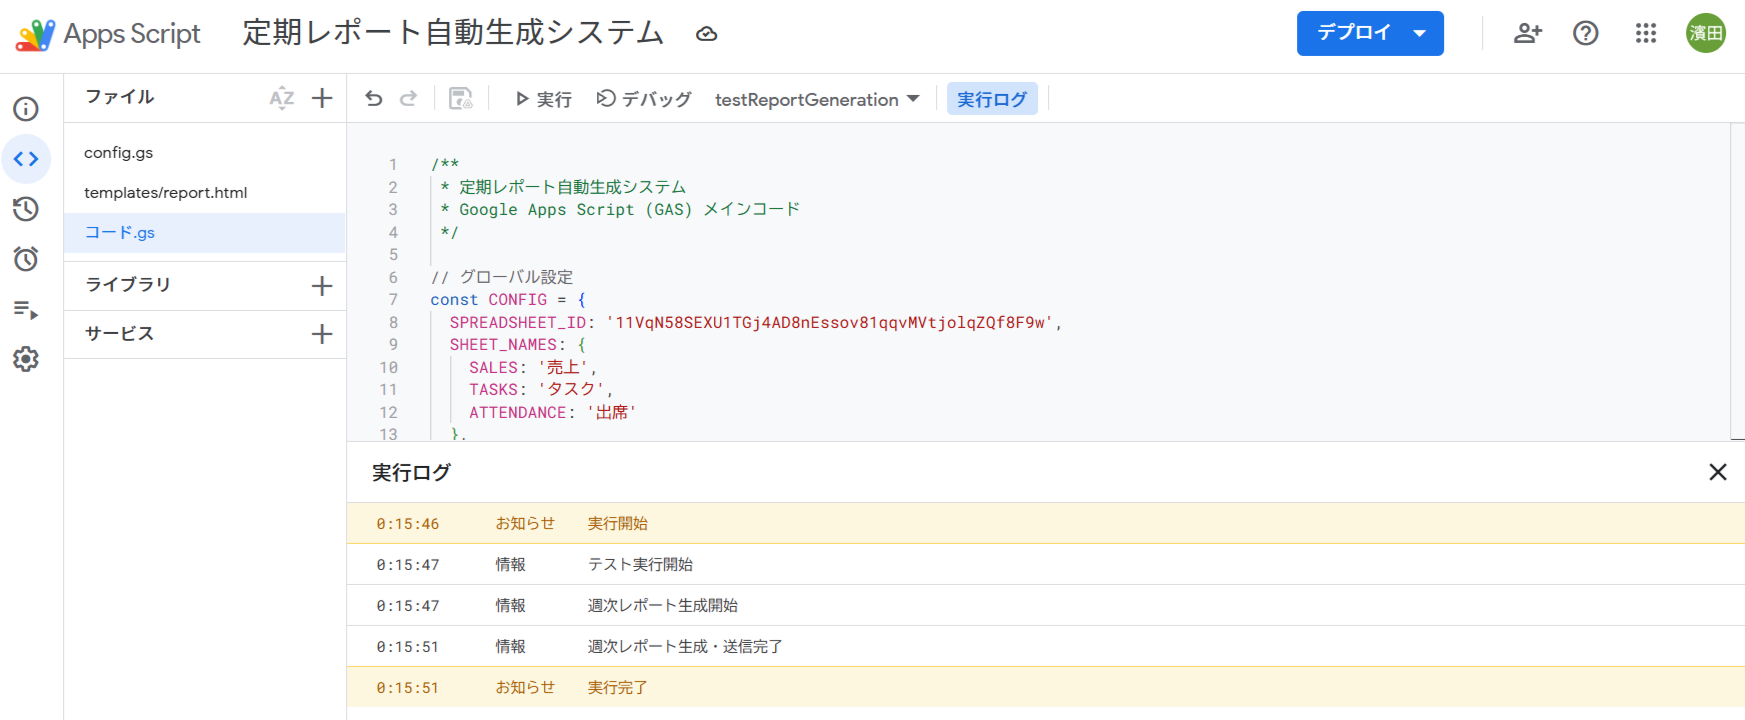 Apps Script
定期レポート自動生成システム
デプロイ
濱田
ファイル
AZ
実行
デバッグ
testReportGeneration
実行ログ
config.gs
templates/report.html
コード.gs
ライブラリ
サービス
1 /**
2 * 定期レポート自動生成システム
3 * Google Apps Script (GAS) メインコード
4 */
5
6 // グローバル設定
7 const CONFIG = {
8 SPREADSHEET_ID: '11VqN58SEXU1TGj4AD8nEssov81qqvMVtjolqZQf8F9w',
9 SHEET_NAMES: {
10 SALES: '売上',
11 TASKS: 'タスク',
12 ATTENDANCE: '出席'
13 },
実行ログ
0:15:46 お知らせ 実行開始
0:15:47 情報 テスト実行開始
0:15:47 情報 週次レポート生成開始
0:15:51 情報 週次レポート生成・送信完了
0:15:51 お知らせ 実行完了